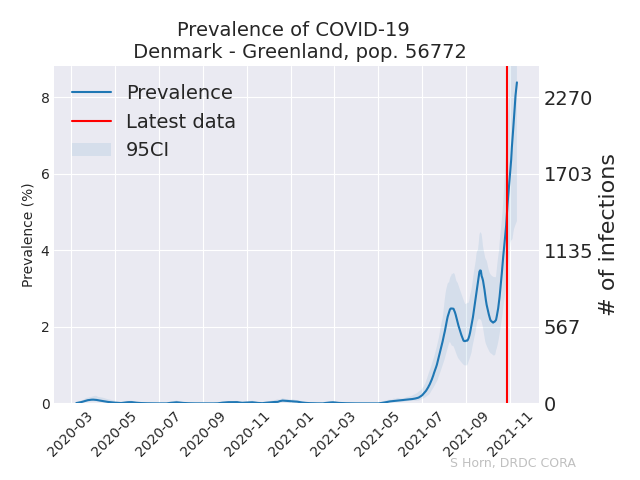 Prevalence of COVID-19
Denmark - Greenland, pop. 56772
Prevalence
Latest data
95CI
Prevalence (%)
8
6
4
2
0
2270
1703
1135
567
0
# of infections
2020-03
2020-05
2020-07
2020-09
2020-11
2021-01
2021-03
2021-05
2021-07
2021-09
2021-11
S Horn, DRDC CORA